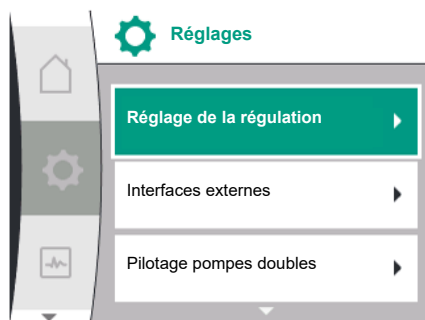 Réglages
Réglage de la régulation
Interfaces externes
Pilotage pompes doubles